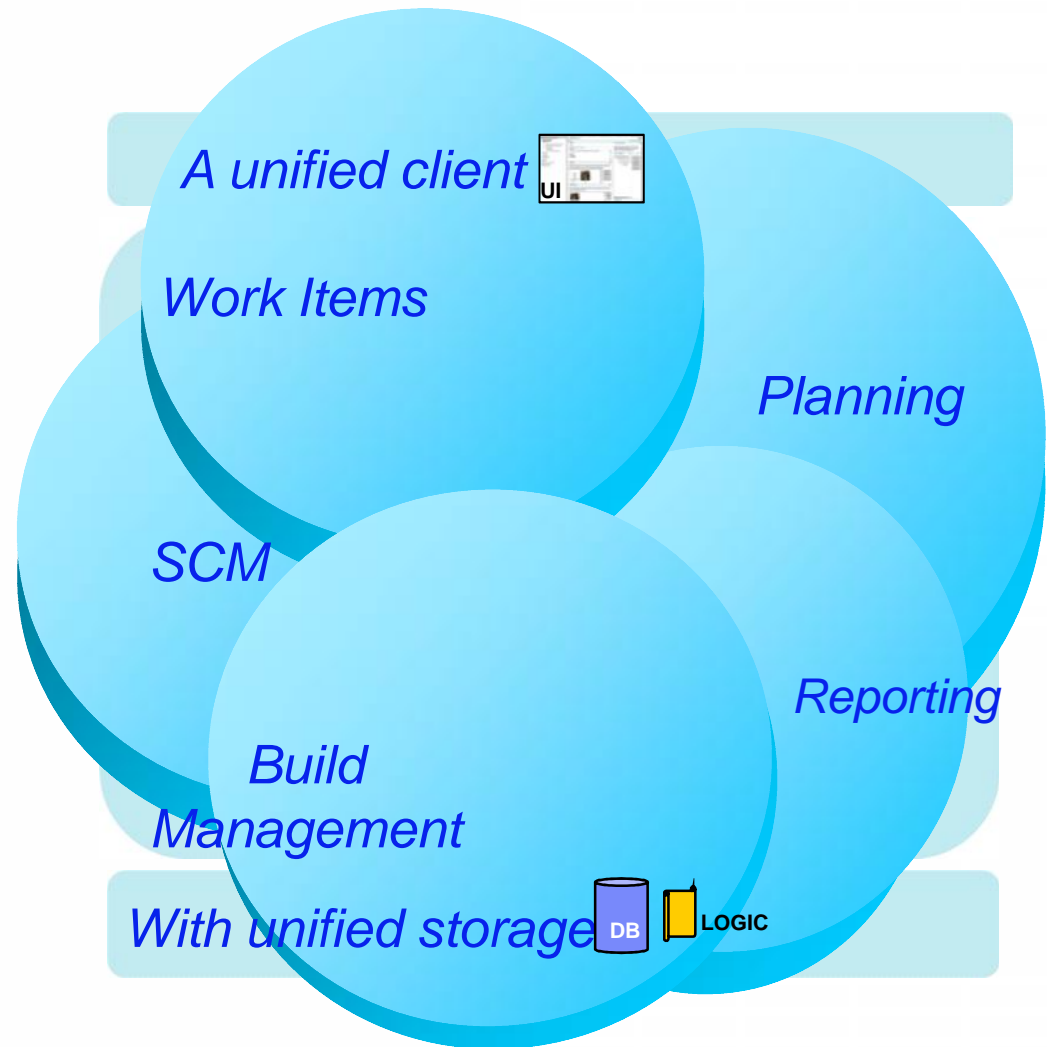 A unified client
UI
Work Items
Planning
SCM
Reporting
Build
Management
With unified storage
DB
LOGIC